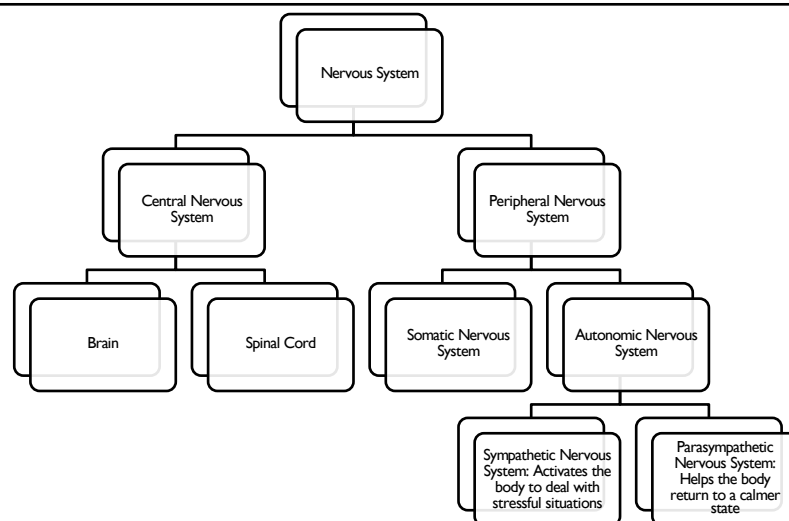 Nervous System
Central Nervous
System
Peripheral Nervous
System
Brain
Spinal Cord
Somatic Nervous
System
Autonomic Nervous
System
Sympathetic Nervous
System: Activates the
body to deal with
stressful situations
Parasympathetic
Nervous System:
Helps the body
return to a calmer
state